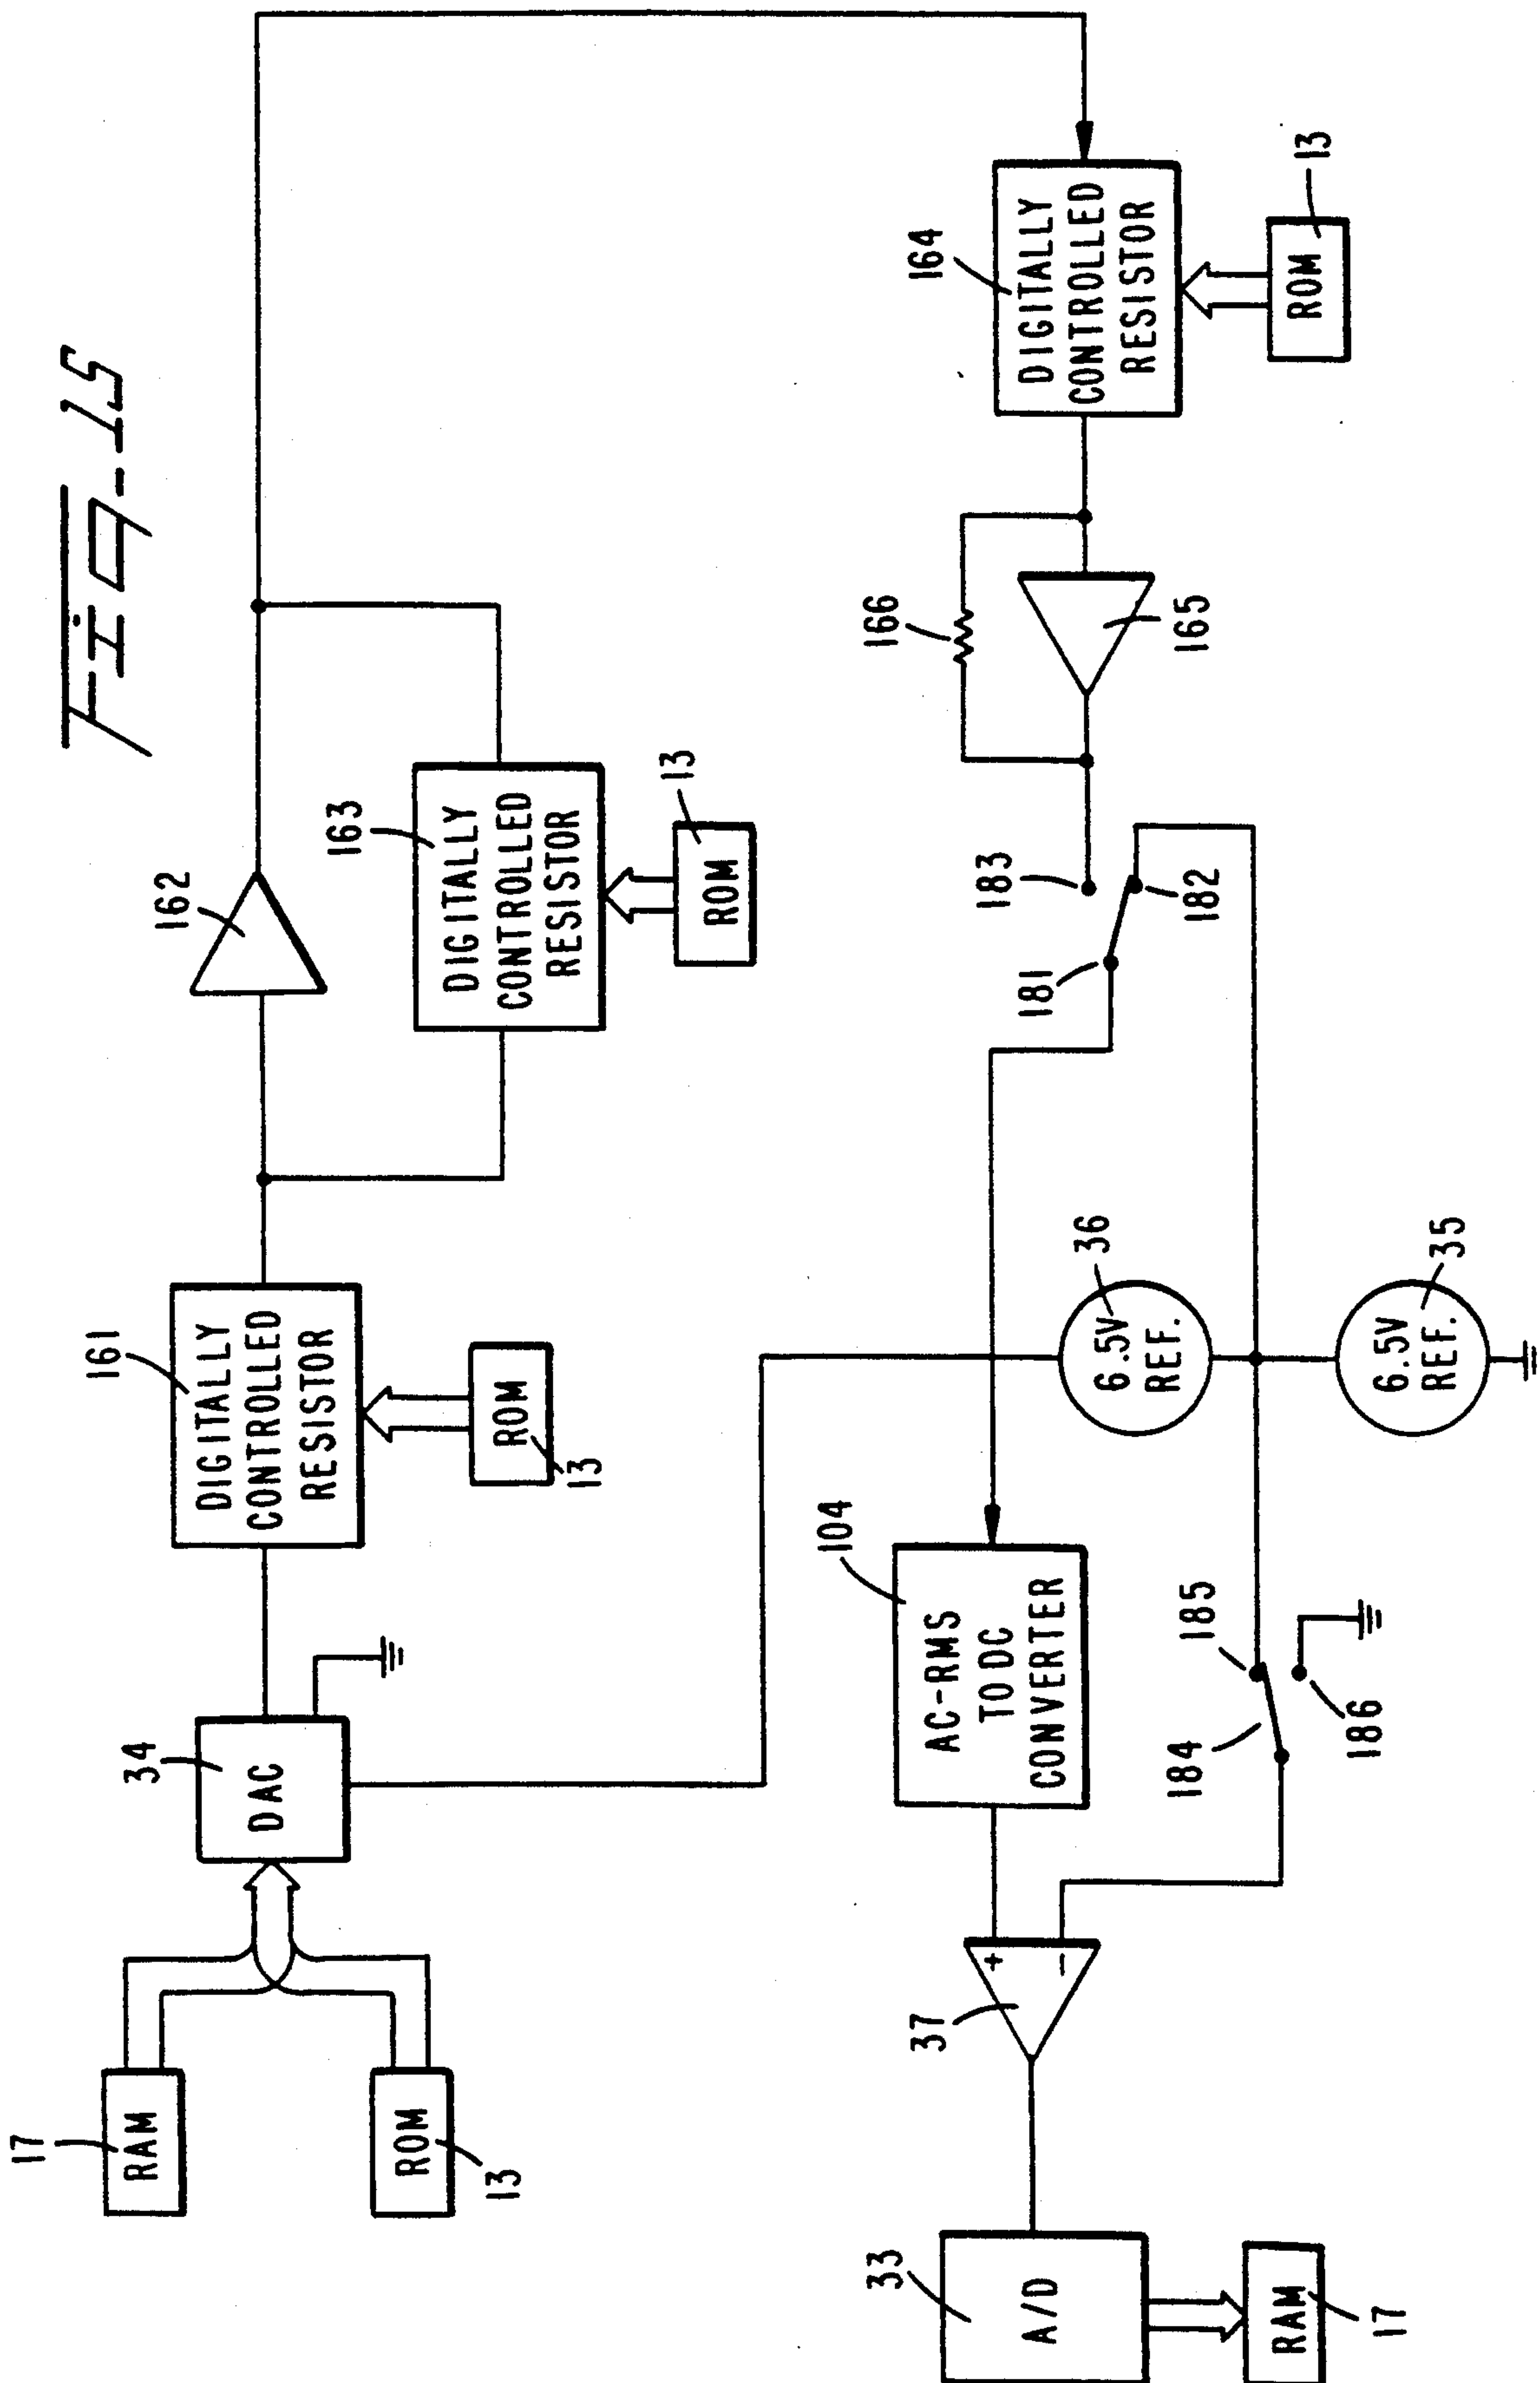 Fig_15
17
RAM
ROM
13
34
DAC
161
DIGITALLY
CONTROLLED
RESISTOR
ROM
13
162
163
DIGITALLY
CONTROLLED
RESISTOR
13
ROM
164
DIGITALLY
CONTROLLED
RESISTOR
13
ROM
166
165
183
181
182
36
6.5V
REF.
35
6.5V
REF.
104
AC-RMS
TO DC
CONVERTER
185
184
186
37
+
−
33
A/D
RAM
17